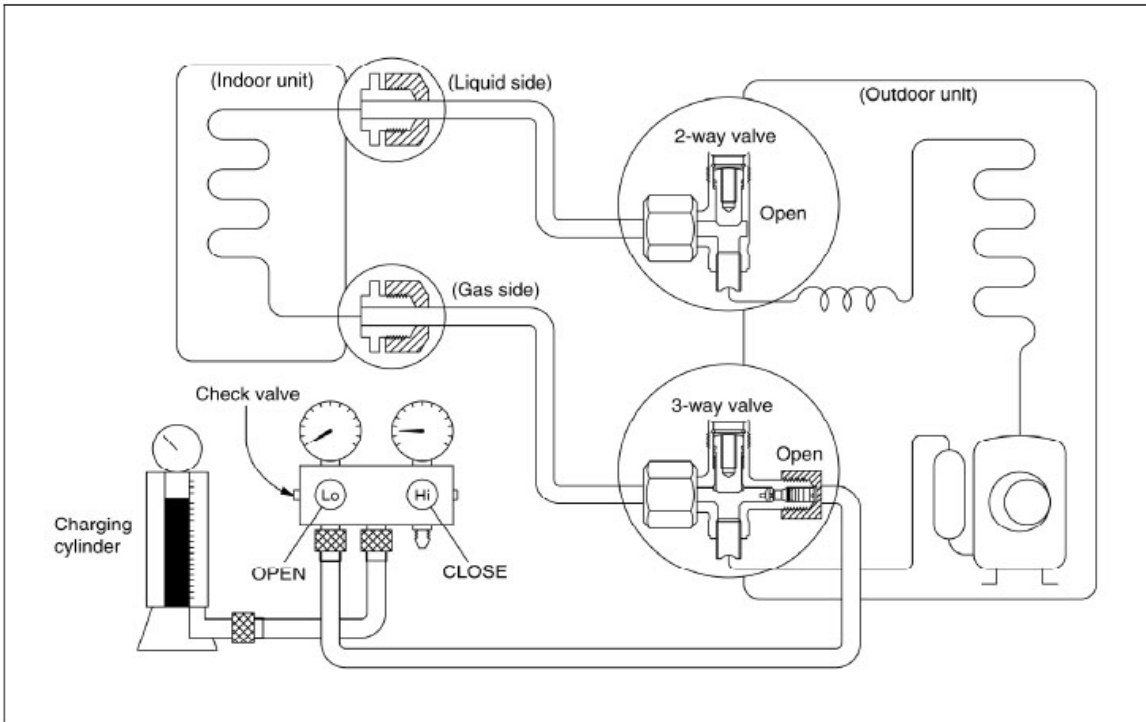 (Indoor unit)
(Liquid side)
(Outdoor unit)
2-way valve
Open
(Gas side)
Check valve
3-way valve
Open
Lo
Hi
Charging
cylinder
OPEN
CLOSE